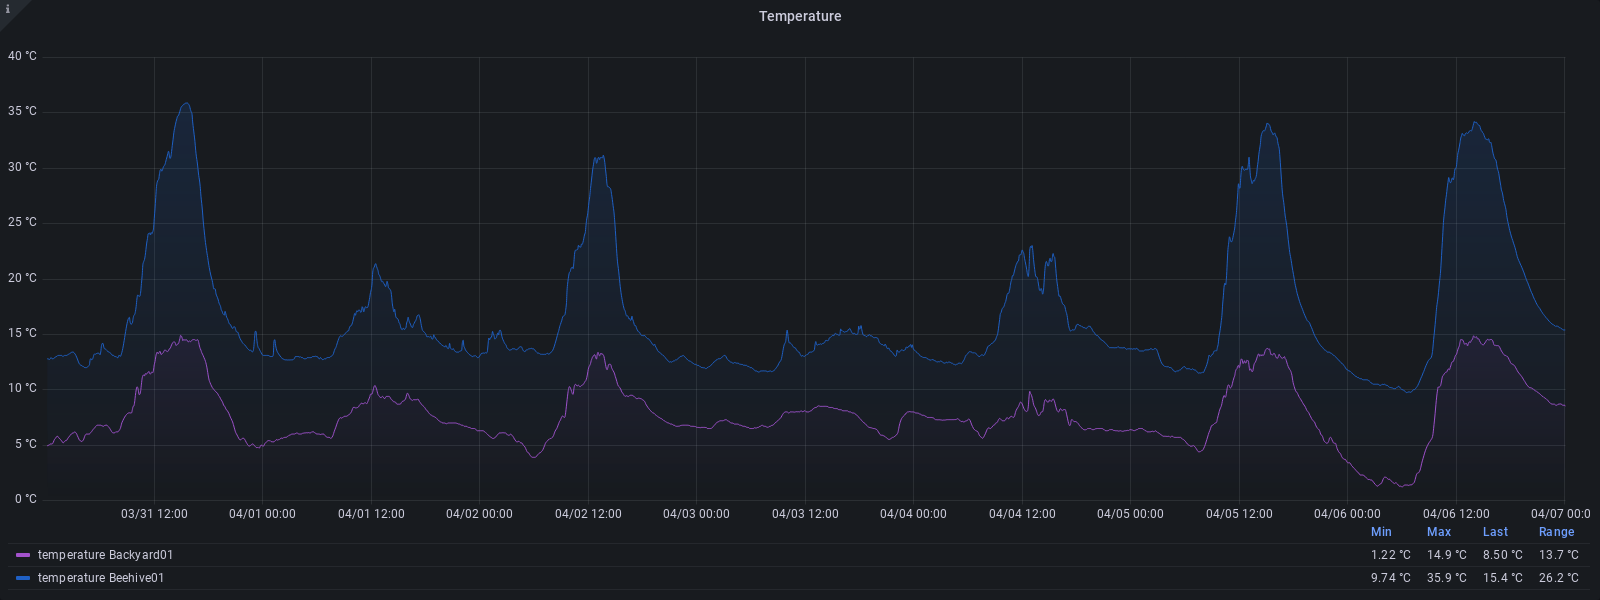 i
Temperature
40 °C
35 °C
30 °C
25 °C
20 °C
15 °C
10 °C
5 °C
0 °C
03/31 12:00 04/01 00:00 04/01 12:00 04/02 00:00 04/02 12:00 04/03 00:00 04/03 12:00 04/04 00:00 04/04 12:00 04/05 00:00 04/05 12:00 04/06 00:00 04/06 12:00 04/07 00:0
Min Max Last Range
temperature Backyard01 1.22 °C 14.9 °C 8.50 °C 13.7 °C
temperature Beehive01 9.74 °C 35.9 °C 15.4 °C 26.2 °C